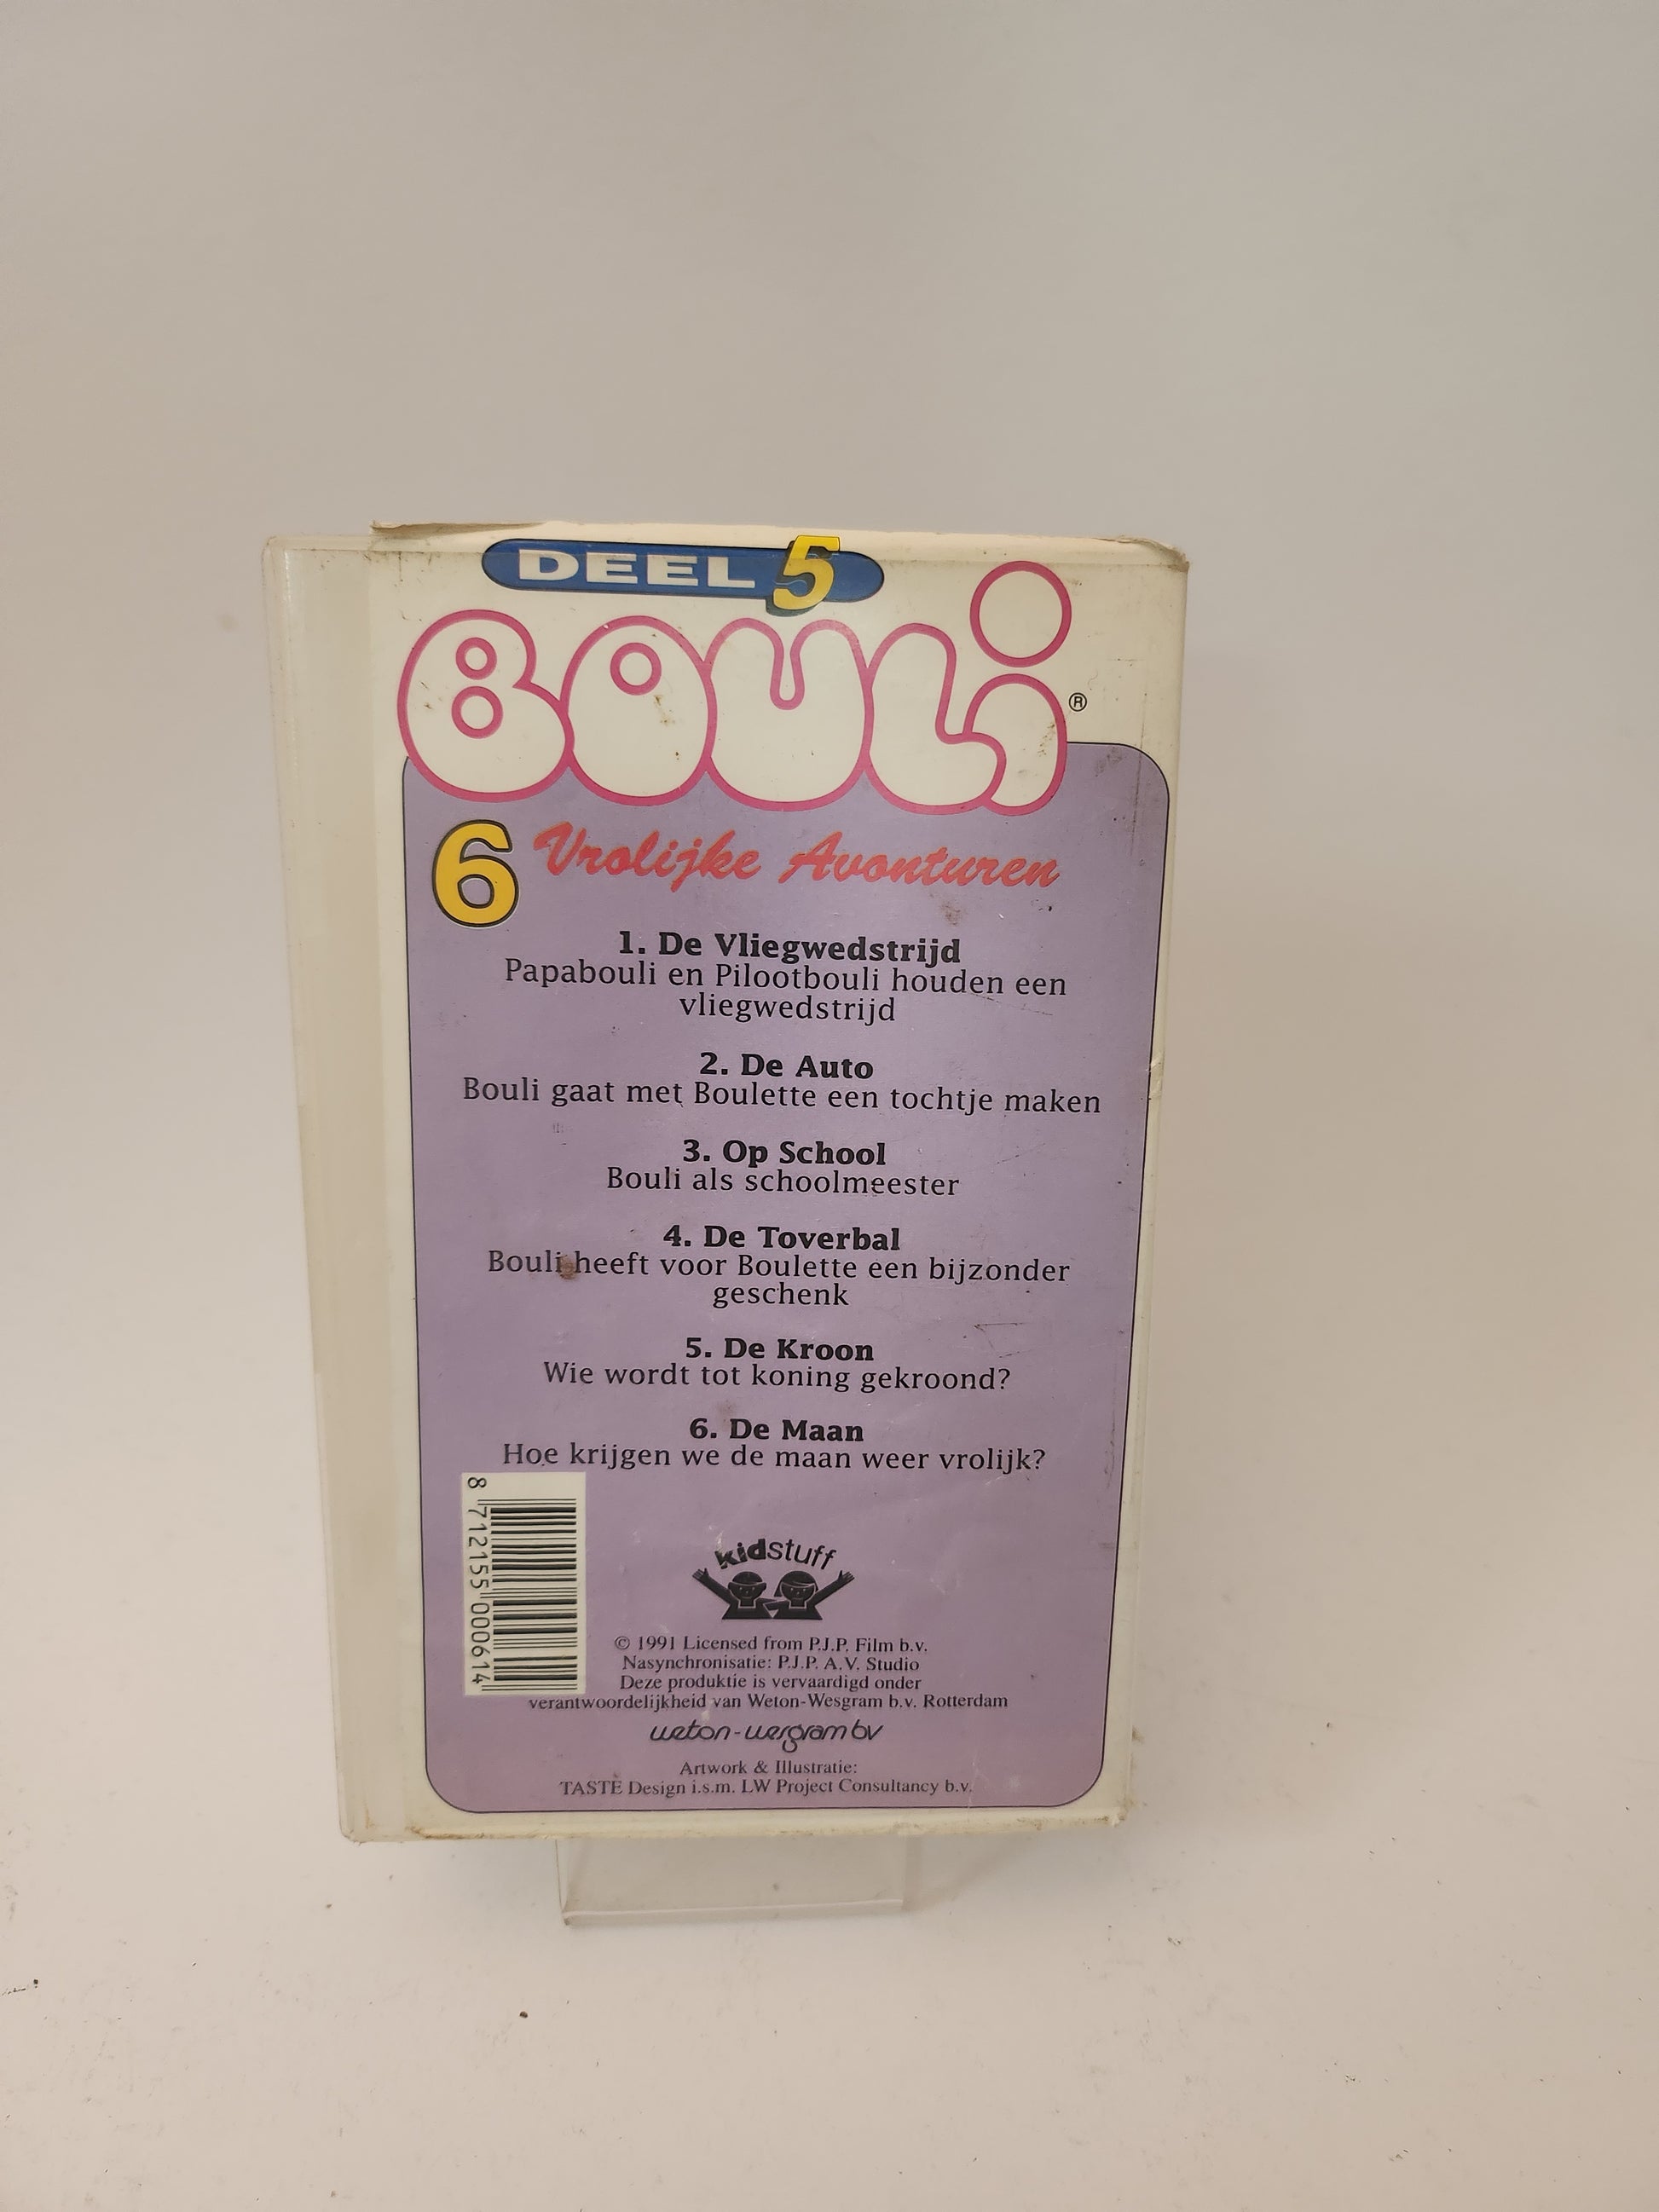 DEEL 5
BOULi®
6 Vrolijke Avonturen
1. De Vliegwedstrijd
Papabouli en Pilootbouli houden een
vliegwedstrijd
2. De Auto
Bouli gaat met Boulette een tochtje maken
3. Op School
Bouli als schoolmeester
4. De Toverbal
Bouli heeft voor Boulette een bijzonder
geschenk
5. De Kroon
Wie wordt tot koning gekroond?
6. De Maan
Hoe krijgen we de maan weer vrolijk?
8 712155 000614
kidstuff
© 1991 Licensed from P.J.P. Film b.v.
Nasynchronisatie: P.J.P. A.V. Studio
Deze produktie is vervaardigd onder
verantwoordelijkheid van Weton-Wesgram b.v. Rotterdam
weton-wesgram bv
Artwork & Illustratie:
TASTE Design i.s.m. LW Project Consultancy b.v.